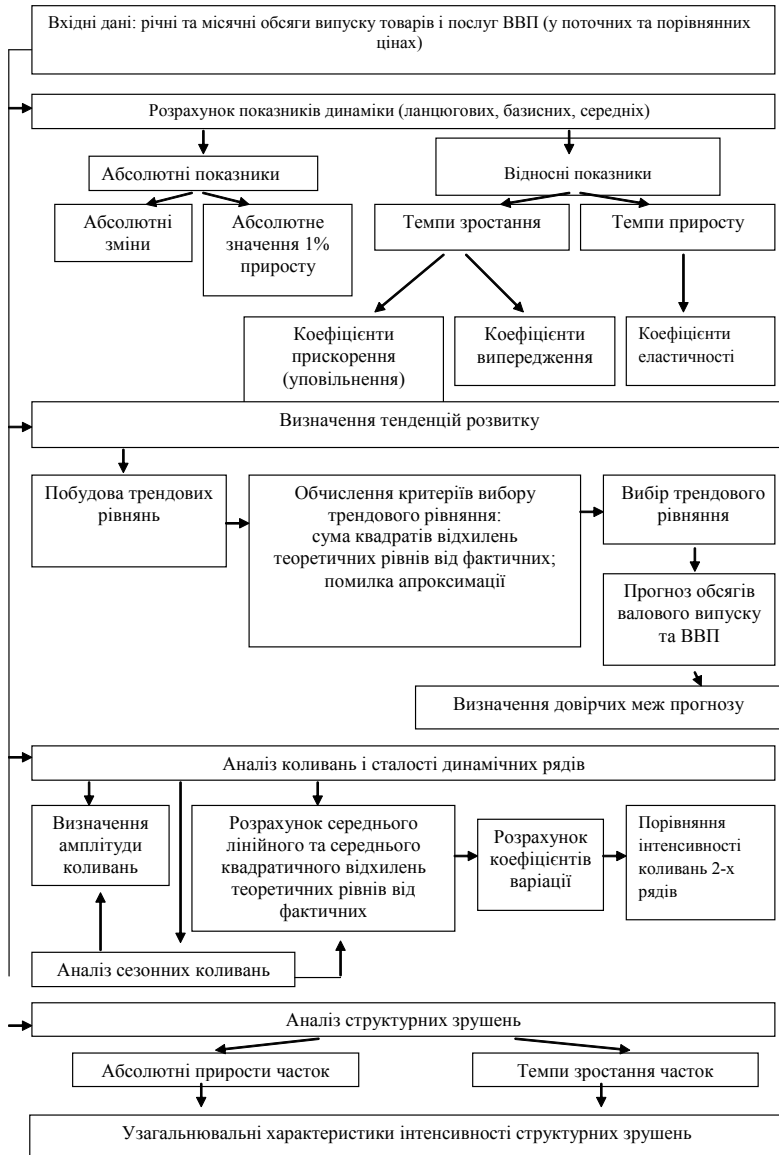 Вхідні дані: річні та місячні обсяги випуску товарів і послуг ВВП (у поточних та порівнянних
цінах)
Розрахунок показників динаміки (ланцюгових, базисних, середніх)
Абсолютні показники
Відносні показники
Абсолютні
зміни
Абсолютне
значення 1%
приросту
Темпи зростання
Темпи приросту
Коефіцієнти
прискорення
(уповільнення)
Коефіцієнти
випередження
Коефіцієнти
еластичності
Визначення тенденцій розвитку
Побудова трендових
рівнянь
Обчислення критеріїв вибору
трендового рівняння:
сума квадратів відхилень
теоретичних рівнів від фактичних;
помилка апроксимації
Вибір трендового
рівняння
Прогноз обсягів
валового випуску
та ВВП
Визначення довірчих меж прогнозу
Аналіз коливань і сталості динамічних рядів
Визначення
амплітуди
коливань
Розрахунок середнього
лінійного та середнього
квадратичного відхилень
теоретичних рівнів від
фактичних
Розрахунок
коефіцієнтів
варіації
Порівняння
інтенсивності
коливань 2-х
рядів
Аналіз сезонних коливань
Аналіз структурних зрушень
Абсолютні прирости часток
Темпи зростання часток
Узагальнювальні характеристики інтенсивності структурних зрушень